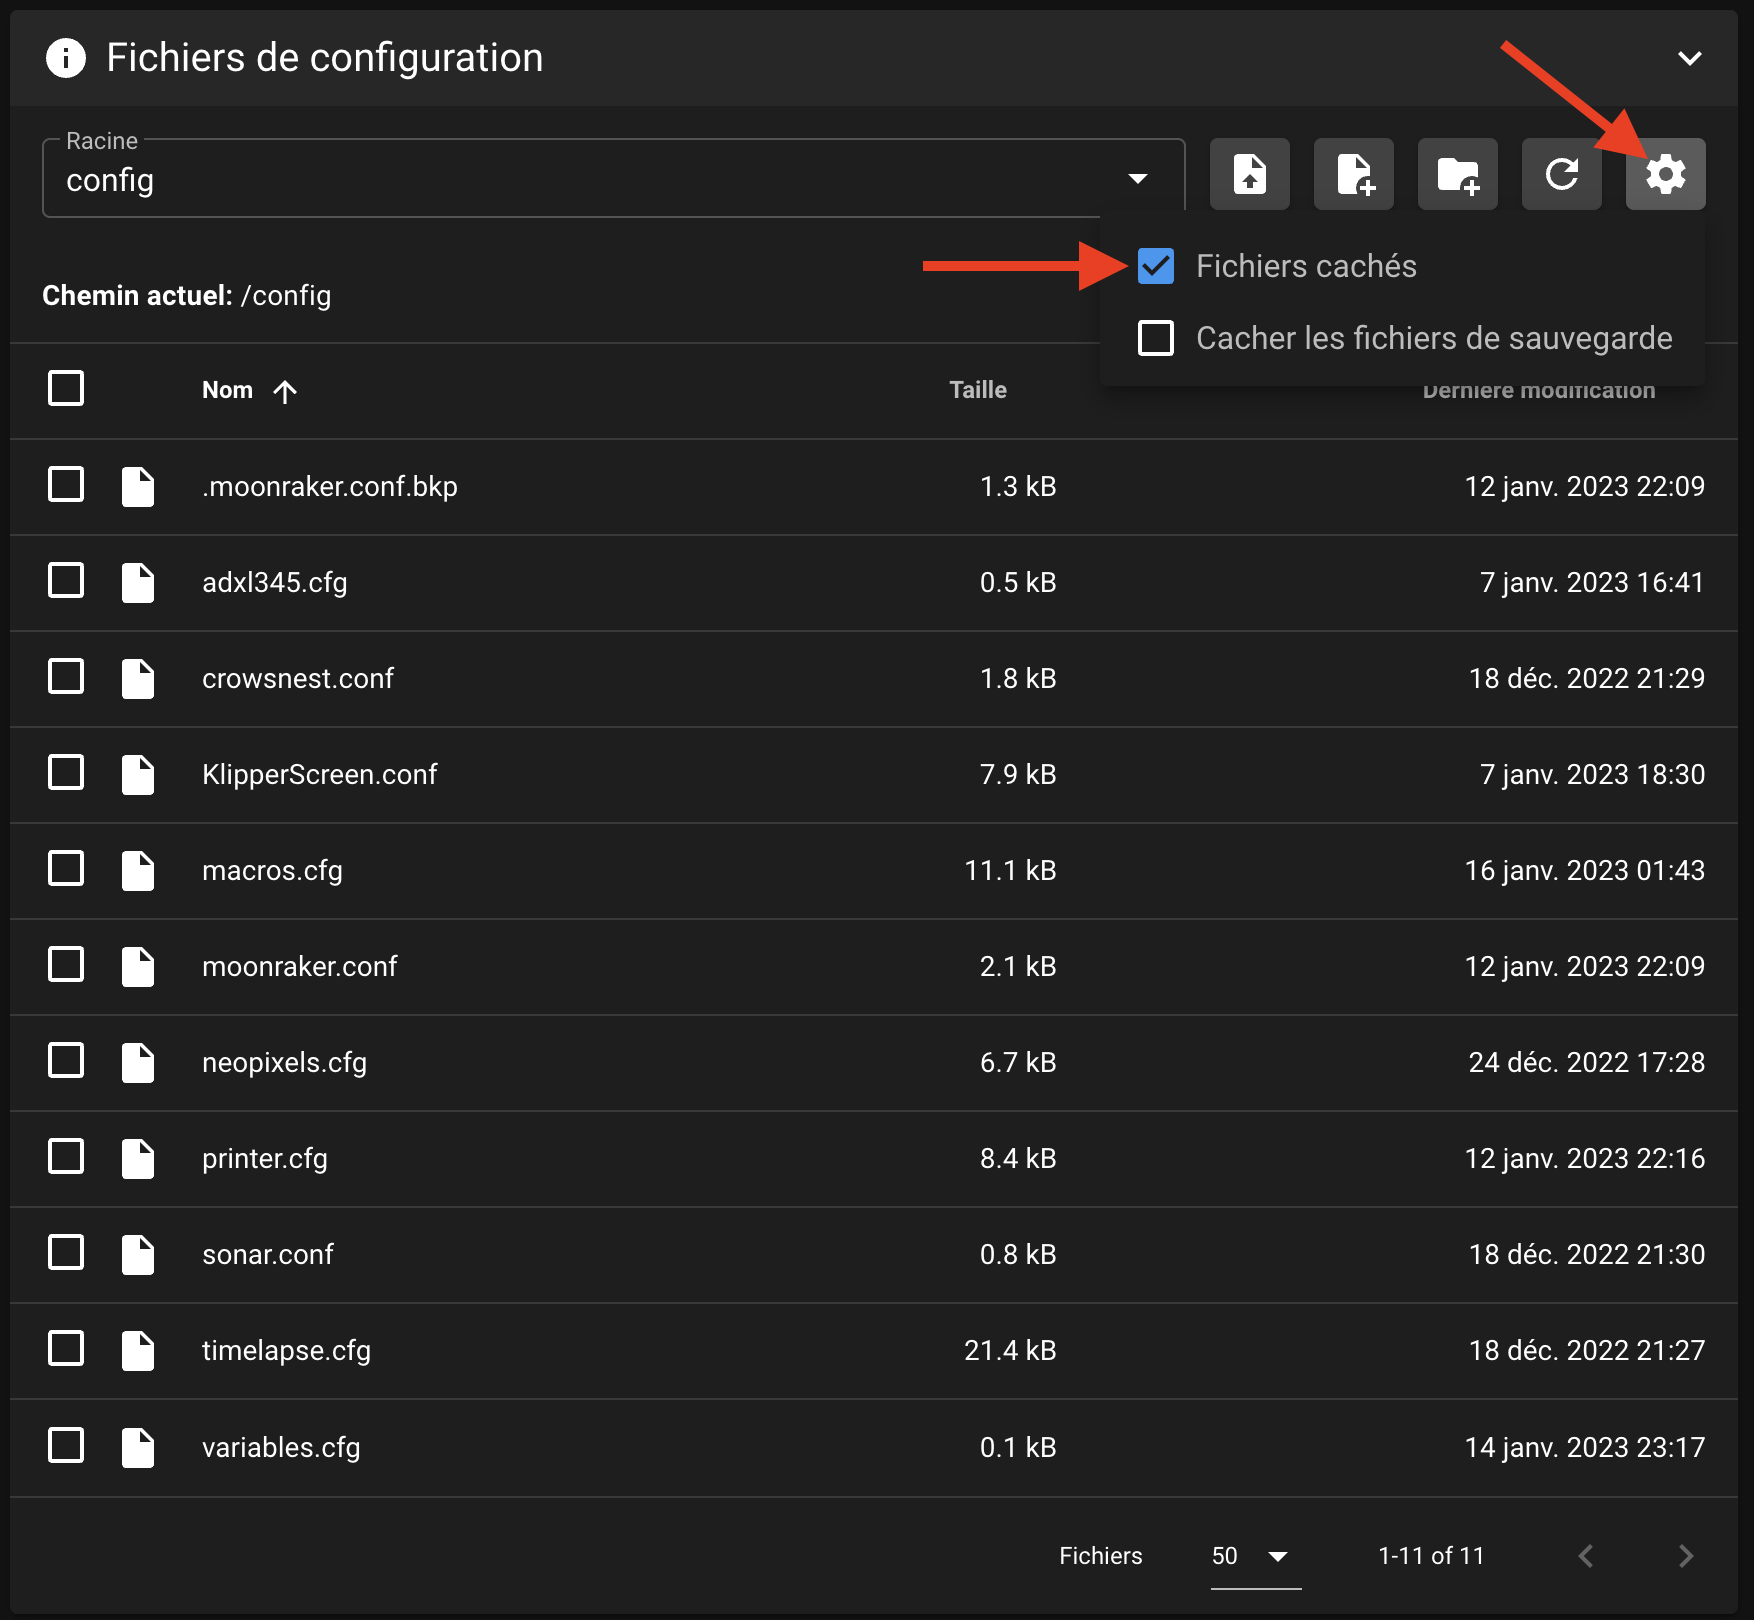 Fichiers de configuration
Racine
config
Fichiers cachés
Chemin actuel: /config
Cacher les fichiers de sauvegarde
Nom Taille Dernière modification
.moonraker.conf.bkp 1.3 kB 12 janv. 2023 22:09
adxl345.cfg 0.5 kB 7 janv. 2023 16:41
crowsnest.conf 1.8 kB 18 déc. 2022 21:29
KlipperScreen.conf 7.9 kB 7 janv. 2023 18:30
macros.cfg 11.1 kB 16 janv. 2023 01:43
moonraker.conf 2.1 kB 12 janv. 2023 22:09
neopixels.cfg 6.7 kB 24 déc. 2022 17:28
printer.cfg 8.4 kB 12 janv. 2023 22:16
sonar.conf 0.8 kB 18 déc. 2022 21:30
timelapse.cfg 21.4 kB 18 déc. 2022 21:27
variables.cfg 0.1 kB 14 janv. 2023 23:17
Fichiers 50 1-11 of 11